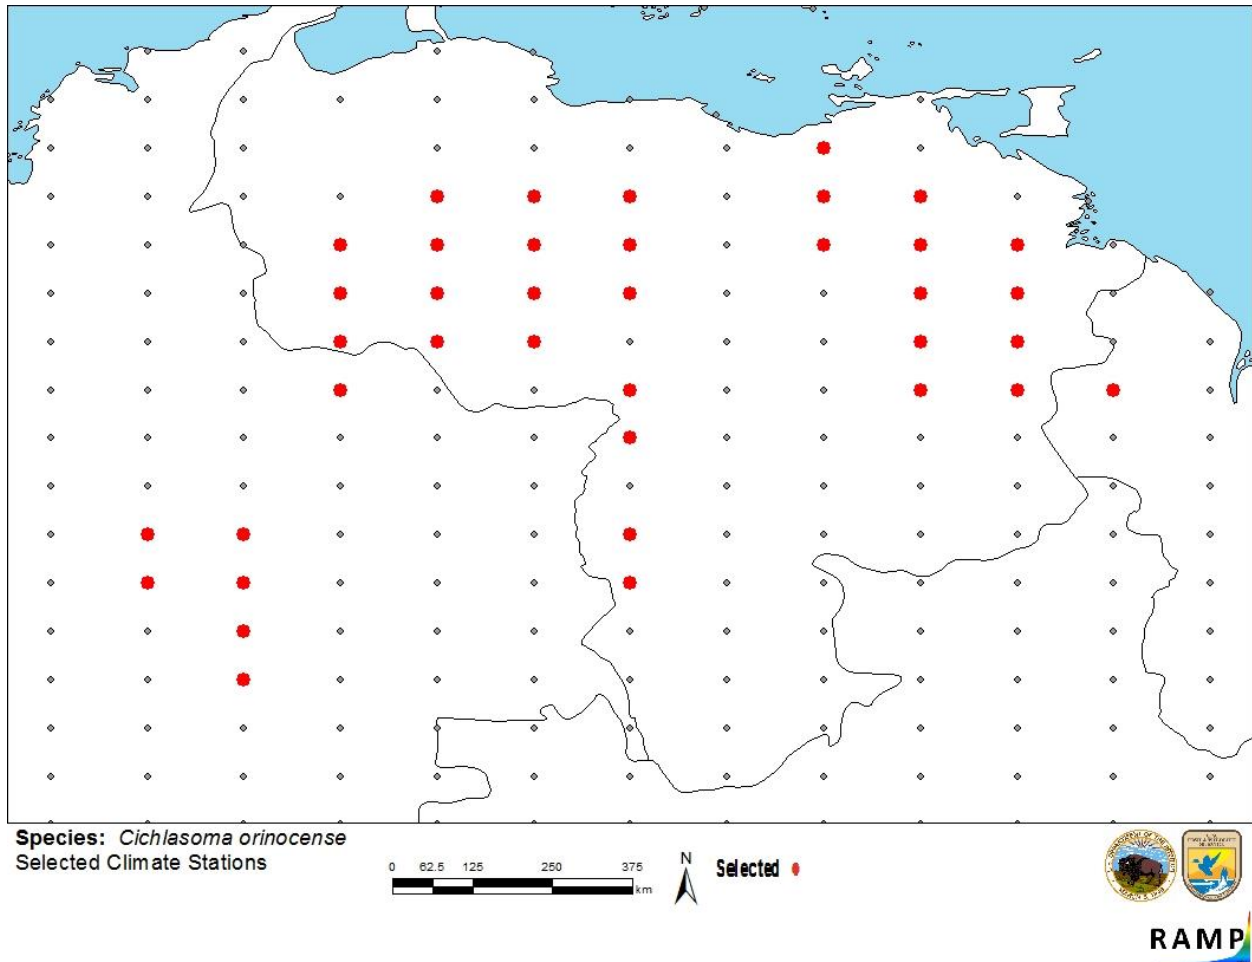 Species: Cichlasoma orinocense
Selected Climate Stations
0 62.5 125 250 375
km
N
Selected
RAMP